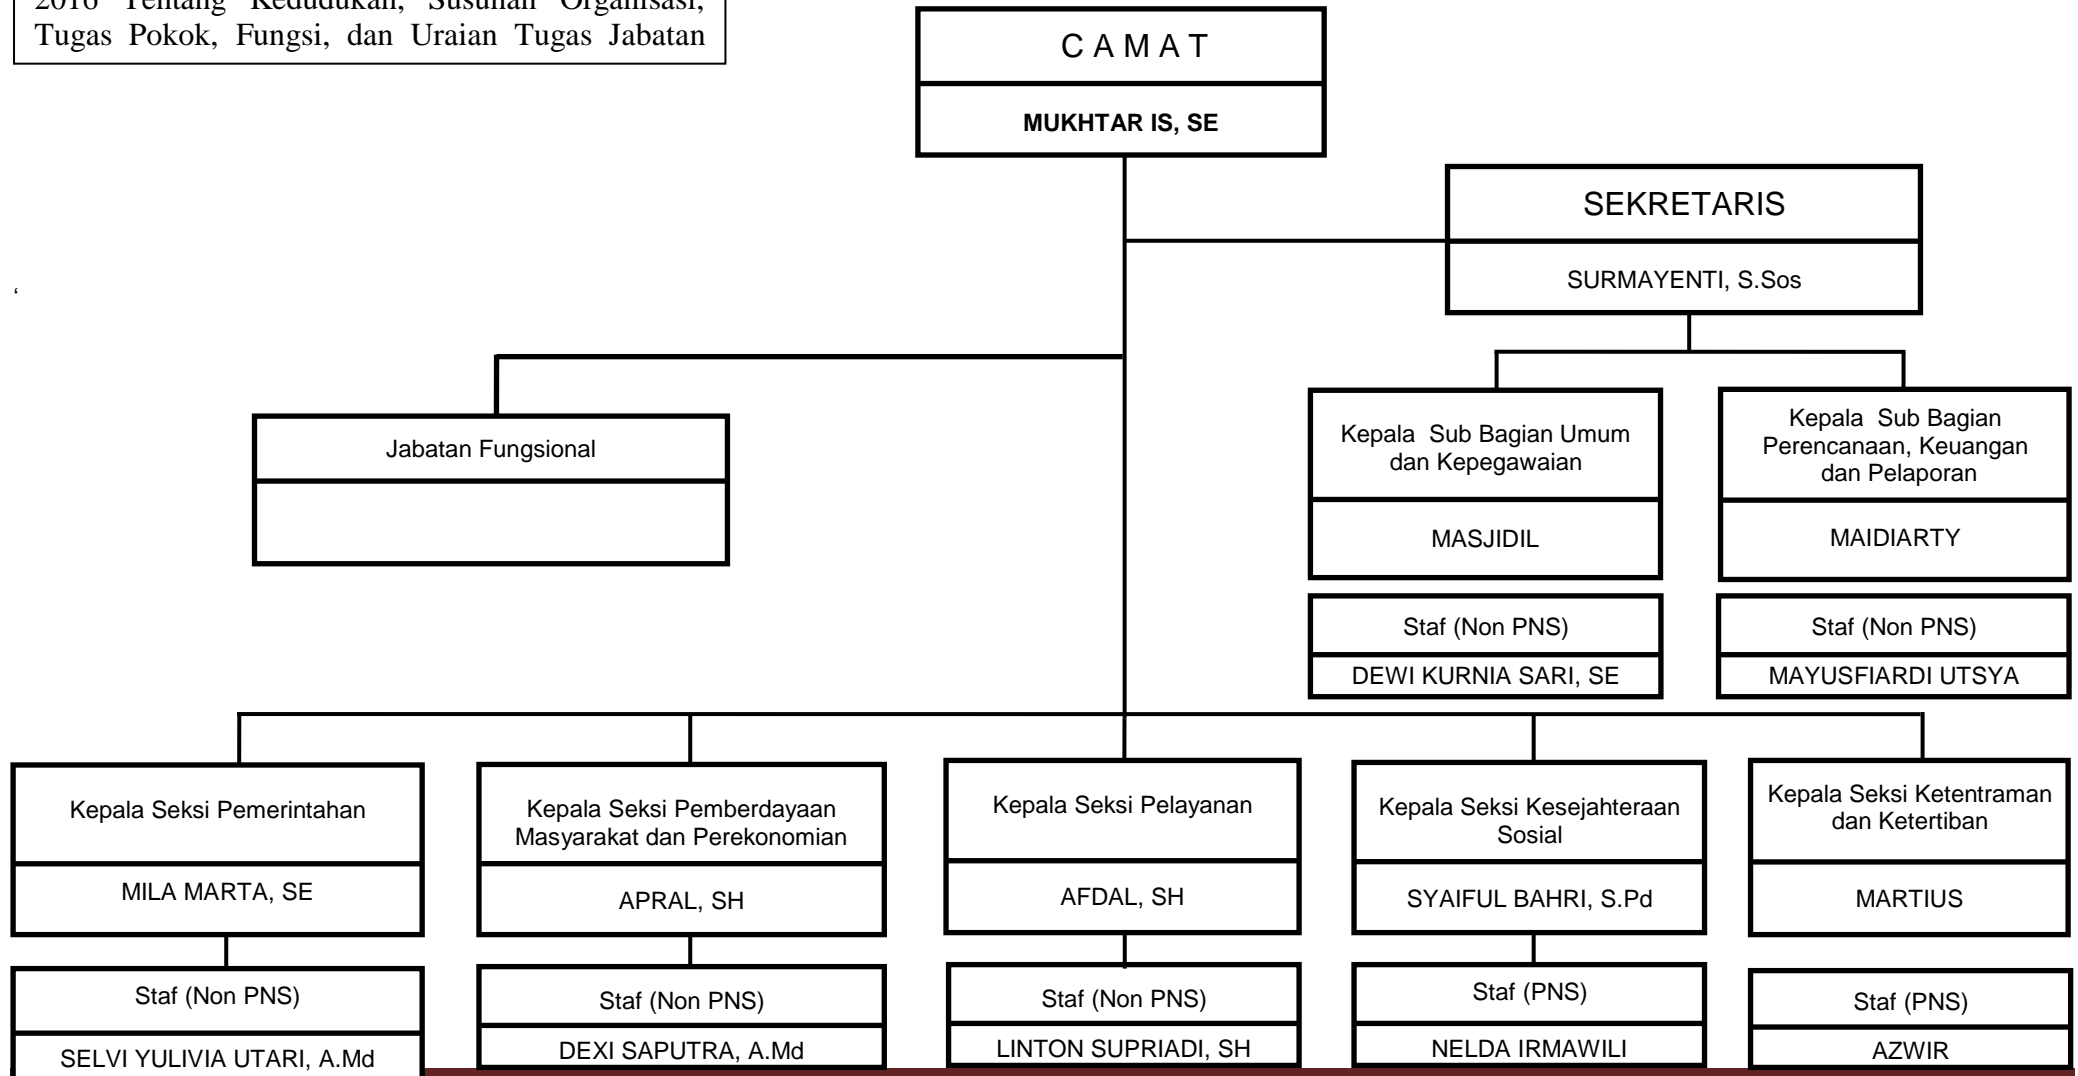 2016 Tentang Kedudukan, Susunan Organisasi,
Tugas Pokok, Fungsi, dan Uraian Tugas Jabatan
C A M A T
MUKHTAR IS, SE
SEKRETARIS
SURMAYENTI, S.Sos
‘
Jabatan Fungsional
Kepala Sub Bagian Umum
dan Kepegawaian
MASJIDIL
Kepala Sub Bagian
Perencanaan, Keuangan
dan Pelaporan
MAIDIARTY
Staf (Non PNS)
DEWI KURNIA SARI, SE
Staf (Non PNS)
MAYUSFIARDI UTSYA
Kepala Seksi Pemerintahan
MILA MARTA, SE
Kepala Seksi Pemberdayaan
Masyarakat dan Perekonomian
APRAL, SH
Kepala Seksi Pelayanan
AFDAL, SH
Kepala Seksi Kesejahteraan
Sosial
SYAIFUL BAHRI, S.Pd
Kepala Seksi Ketentraman
dan Ketertiban
MARTIUS
Staf (Non PNS)
SELVI YULIVIA UTARI, A.Md
Staf (Non PNS)
DEXI SAPUTRA, A.Md
Staf (Non PNS)
LINTON SUPRIADI, SH
Staf (PNS)
NELDA IRMAWILI
Staf (PNS)
AZWIR